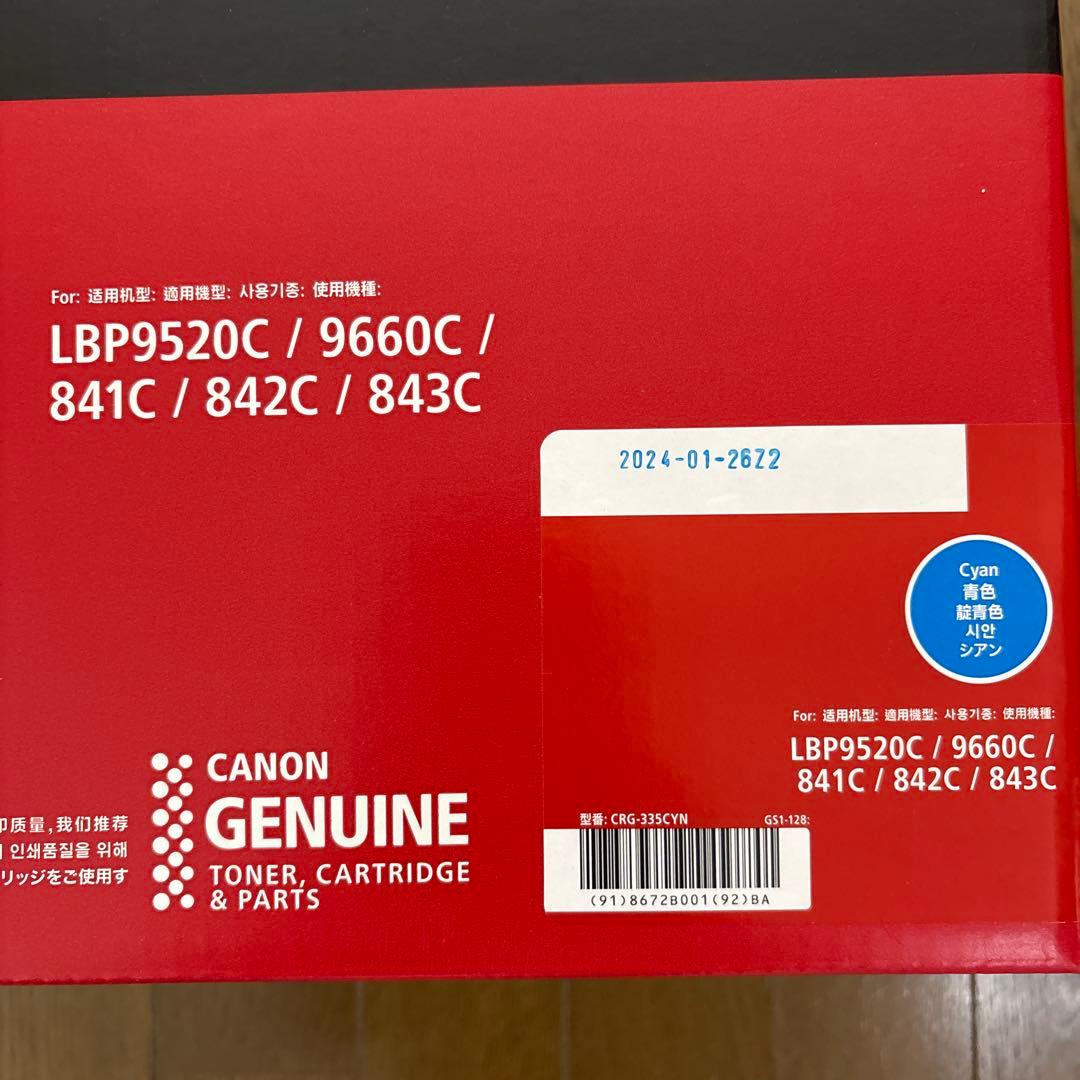 For: 适用机型: 適用機型: 사용기종: 使用機種:
LBP9520C / 9660C /
841C / 842C / 843C
2024-01-26Z2
Cyan
青色
靛青色
시안
シアン
For: 适用机型: 適用機型: 사용기종: 使用機種:
LBP9520C / 9660C /
841C / 842C / 843C
CANON
GENUINE
TONER, CARTRIDGE
& PARTS
质量,我们推荐
인쇄품질을 위해
リッジをご使用す
型番: CRG-335CYN
GS1-128:
(91)8672B001(92)BA